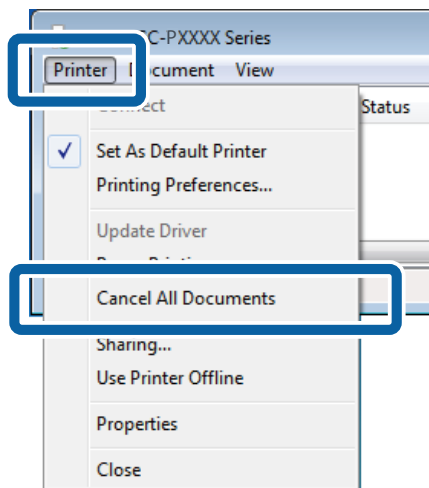 C-PXXXX Series
Printer Document View
Status
Set As Default Printer
Printing Preferences...
Update Driver
Cancel All Documents
Sharing...
Use Printer Offline
Properties
Close